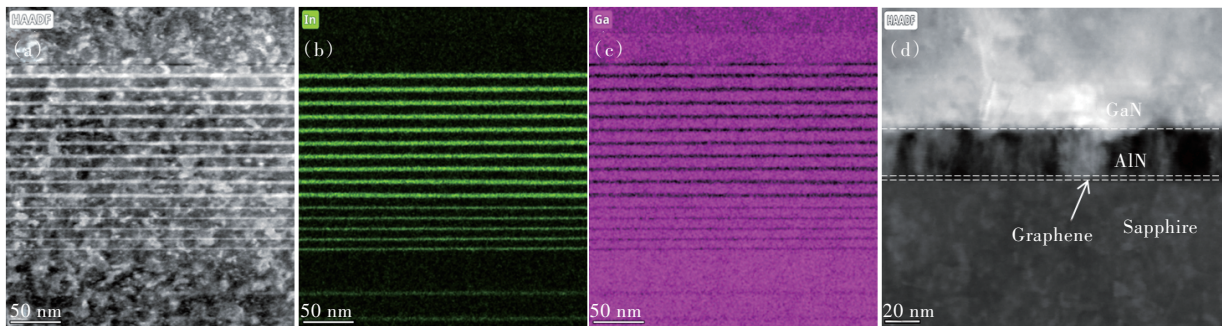 HAADF
(a)
50 nm
In
(b)
50 nm
Ga
(c)
50 nm
HAADF
(d)
GaN
AlN
Graphene
Sapphire
20 nm